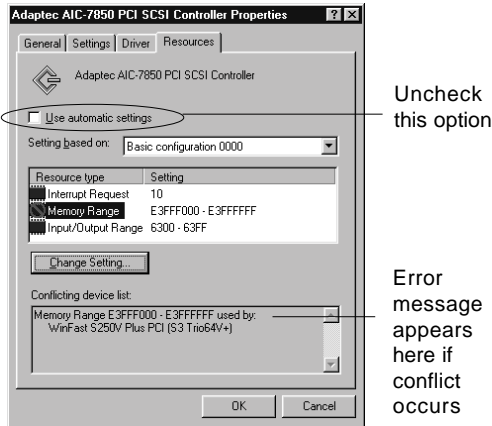 Adaptec AIC-7850 PCI SCSI Controller Properties
General Settings Driver Resources
Adaptec AIC-7850 PCI SCSI Controller
Use automatic settings
Setting based on: Basic configuration 0000
Resource type Setting
Interrupt Request 10
Memory Range E3FFF000 - E3FFFFFF
Input/Output Range 6300 - 63FF
Change Setting...
Conflicting device list:
Memory Range E3FFF000 - E3FFFFFF used by:
WinFast S250V Plus PCI (S3 Trio64V+)
OK Cancel
Uncheck
this option
Error
message
appears
here if
conflict
occurs